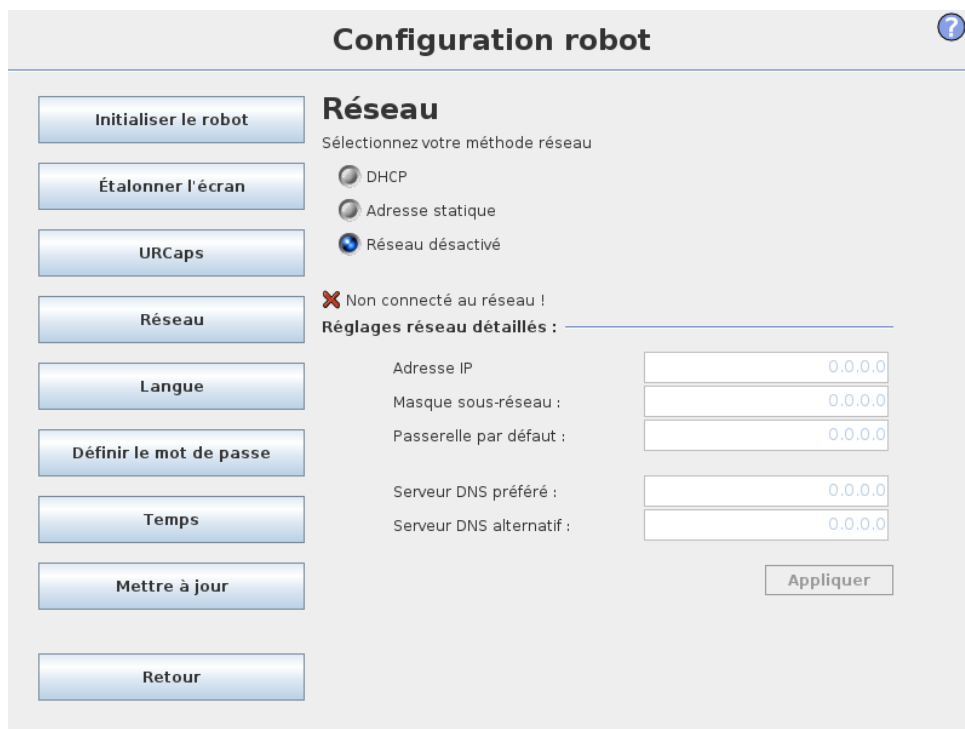 Configuration robot
?
Initialiser le robot
Étalonner l'écran
URCaps
Réseau
Langue
Définir le mot de passe
Temps
Mettre à jour
Retour
Réseau
Sélectionnez votre méthode réseau
DHCP
Adresse statique
Réseau désactivé
Non connecté au réseau !
Réglages réseau détaillés :
Adresse IP 0.0.0.0
Masque sous-réseau : 0.0.0.0
Passerelle par défaut : 0.0.0.0
Serveur DNS préféré : 0.0.0.0
Serveur DNS alternatif : 0.0.0.0
Appliquer